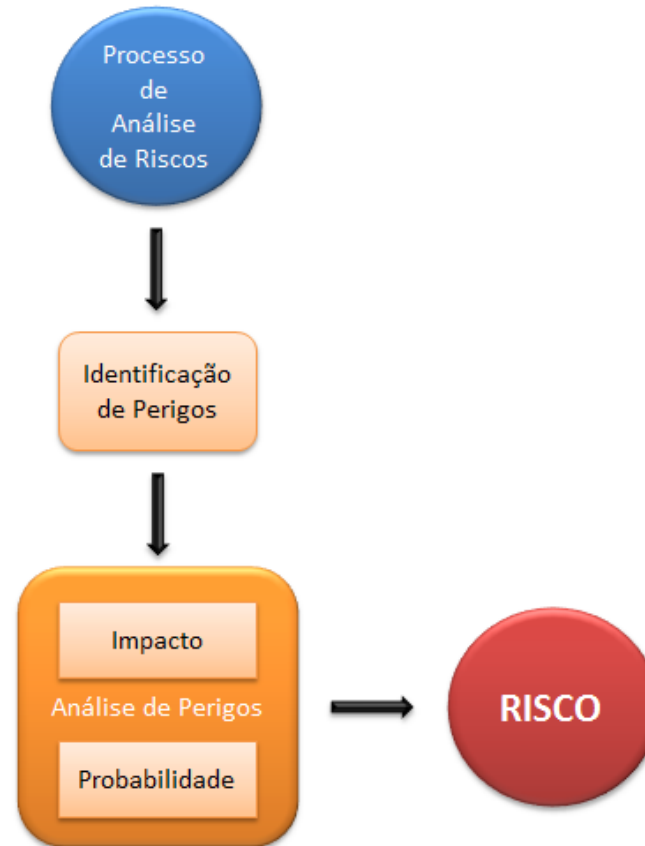 Processo
de
Análise
de Riscos
Identificação
de Perigos
Impacto
Análise de Perigos
Probabilidade
RISCO